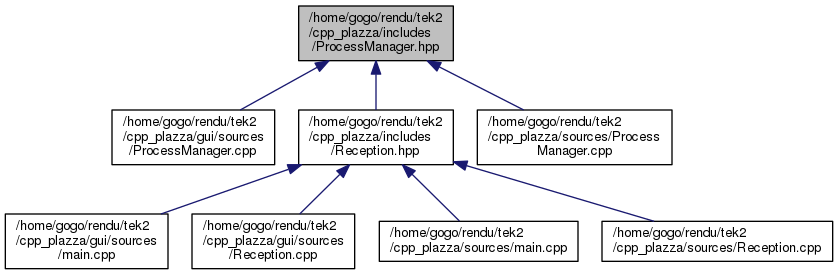 /home/gogo/rendu/tek2
/cpp_plazza/includes
/ProcessManager.hpp
/home/gogo/rendu/tek2
/cpp_plazza/gui/sources
/ProcessManager.cpp
/home/gogo/rendu/tek2
/cpp_plazza/includes
/Reception.hpp
/home/gogo/rendu/tek2
/cpp_plazza/sources/Process
Manager.cpp
/home/gogo/rendu/tek2
/cpp_plazza/gui/sources
/main.cpp
/home/gogo/rendu/tek2
/cpp_plazza/gui/sources
/Reception.cpp
/home/gogo/rendu/tek2
/cpp_plazza/sources/main.cpp
/home/gogo/rendu/tek2
/cpp_plazza/sources/Reception.cpp